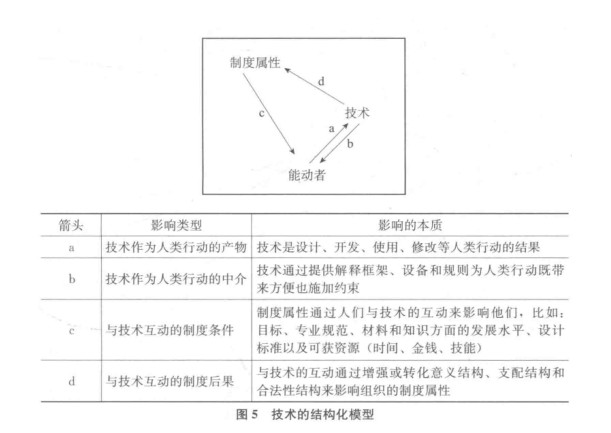 制度属性
d
技术
c
a
b
能动者
箭头 影响类型 影响的本质
a 技术作为人类行动的产物 技术是设计、开发、使用、修改等人类行动的结果
b 技术作为人类行动的中介 技术通过提供解释框架、设备和规则为人类行动既带
来方便也施加约束
c 与技术互动的制度条件 制度属性通过人们与技术的互动来影响他们，比如：
目标、专业规范、材料和知识方面的发展水平、设计
标准以及可获资源（时间、金钱、技能）
d 与技术互动的制度后果 与技术的互动通过增强或转化意义结构、支配结构和
合法性结构来影响组织的制度属性
图 5 技术的结构化模型